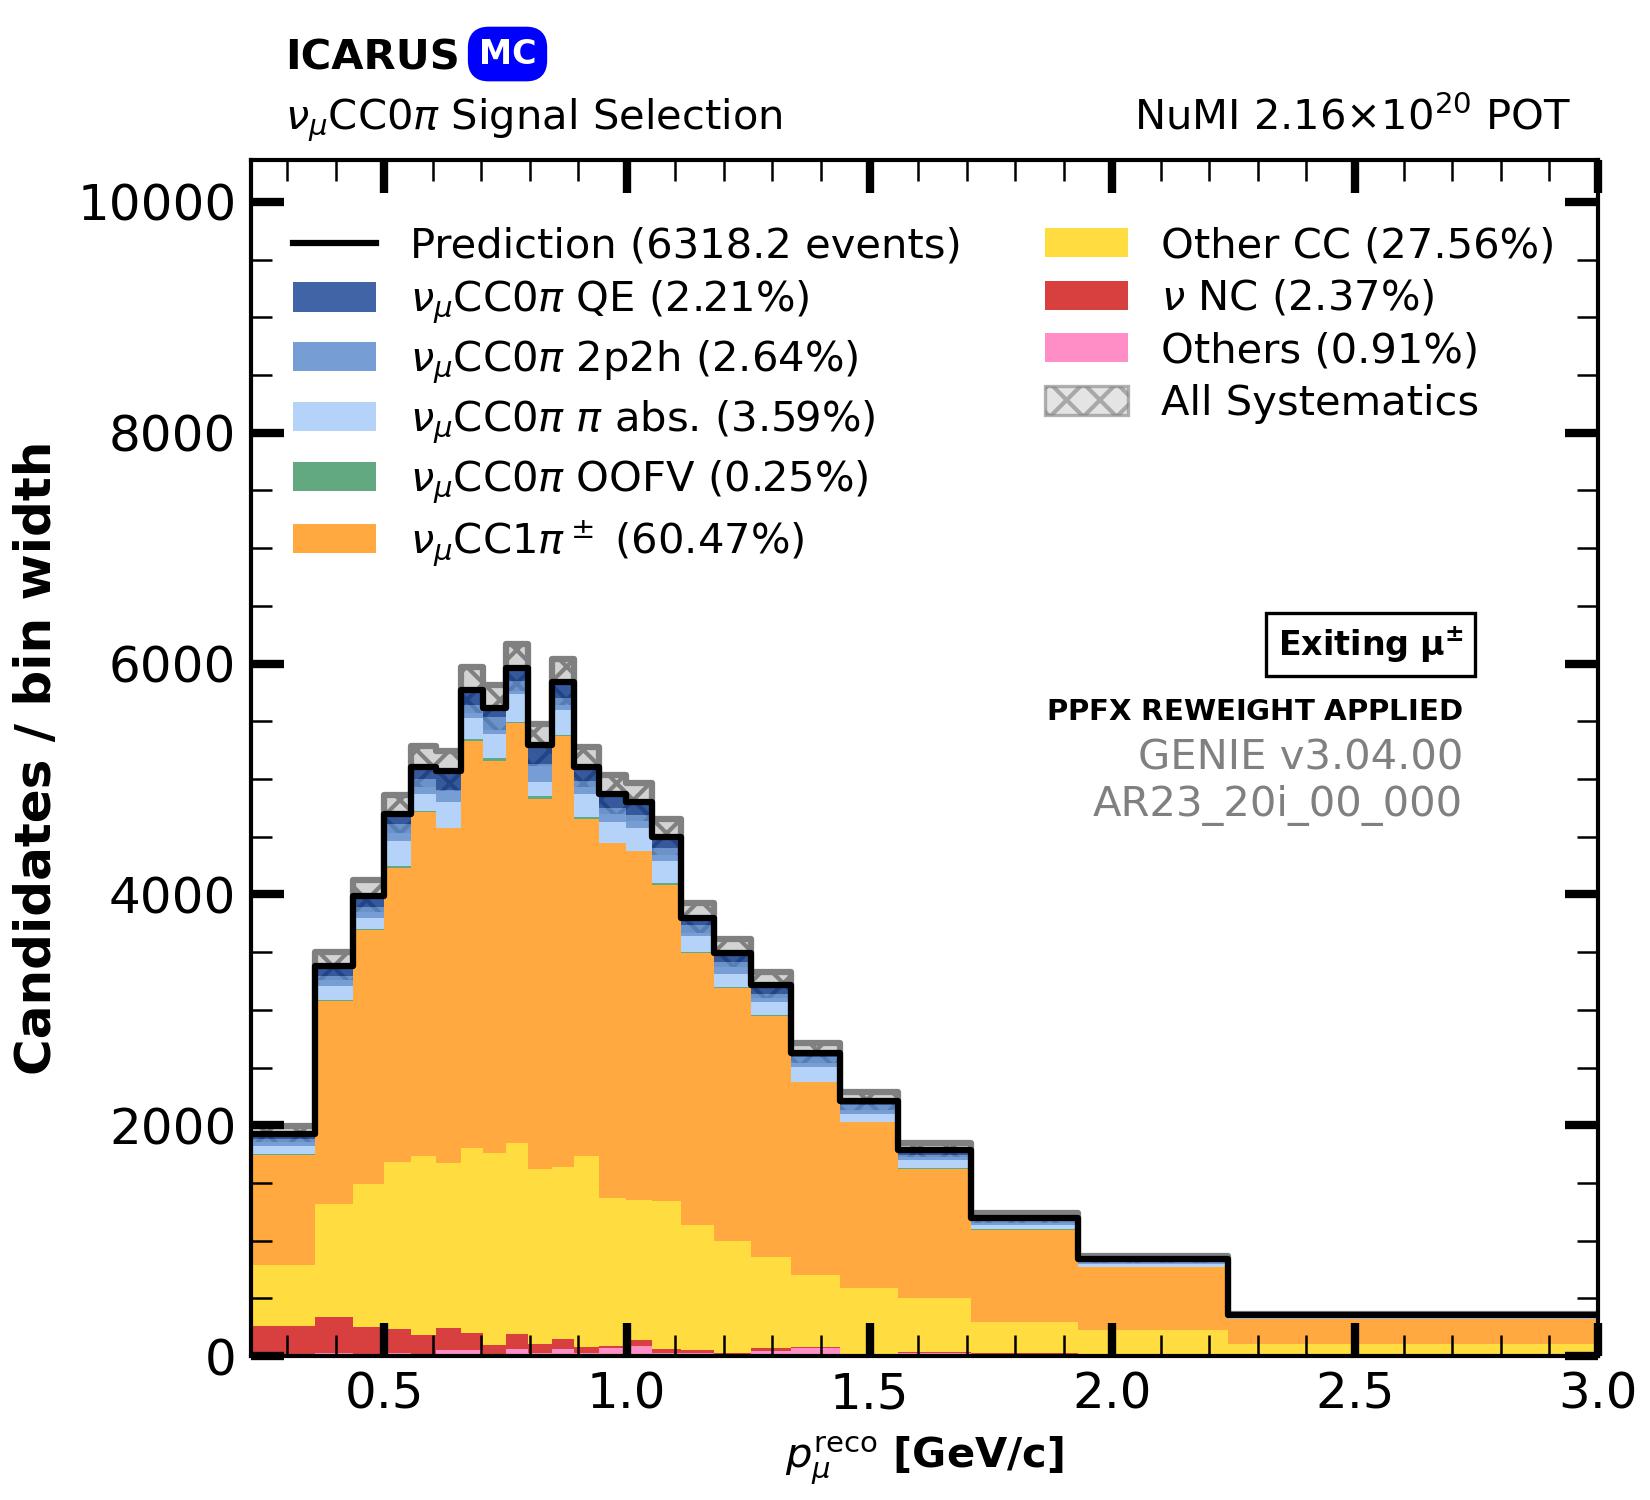 ICARUS MC
νμCC0π Signal Selection
NuMI 2.16×10²⁰ POT
10000
8000
6000
4000
2000
0
Candidates / bin width
Prediction (6318.2 events)
νμCC0π QE (2.21%)
νμCC0π 2p2h (2.64%)
νμCC0π π abs. (3.59%)
νμCC0π OOFV (0.25%)
νμCC1π± (60.47%)
Other CC (27.56%)
ν NC (2.37%)
Others (0.91%)
All Systematics
Exiting μ±
PPFX REWEIGHT APPLIED
GENIE v3.04.00
AR23_20i_00_000
0.5 1.0 1.5 2.0 2.5 3.0
pμreco [GeV/c]